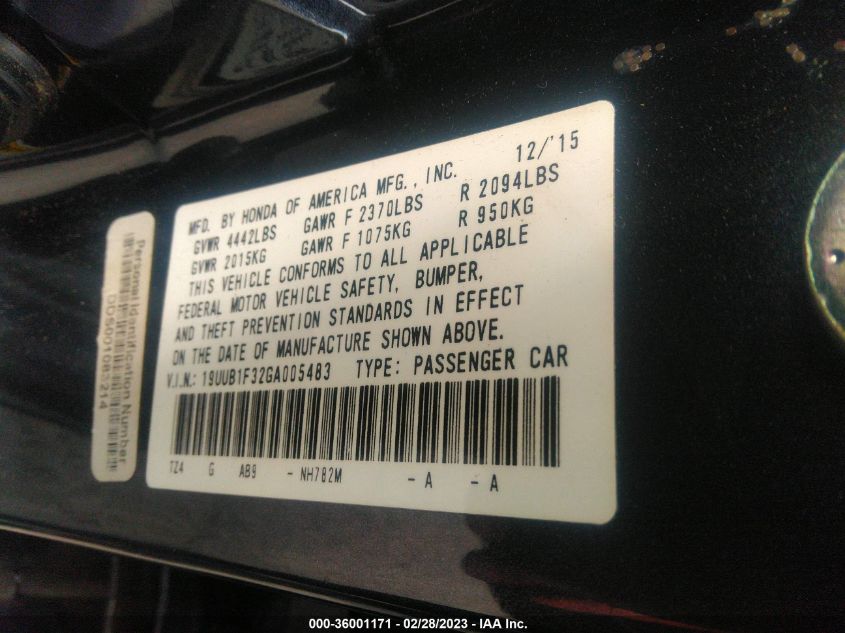 12/'15
MFD. BY HONDA OF AMERICA MFG., INC.
GVWR 4442LBS GAWR F 2370LBS R 2094LBS
GVWR 2015KG GAWR F 1075KG R 950KG
THIS VEHICLE CONFORMS TO ALL APPLICABLE
FEDERAL MOTOR VEHICLE SAFETY, BUMPER,
AND THEFT PREVENTION STANDARDS IN EFFECT
ON THE DATE OF MANUFACTURE SHOWN ABOVE.
V.I.N.: 19UUB1F32GA005483 TYPE: PASSENGER CAR
TZ4 G AB9 - NH782M - A - A
Personal Identification Number
000-36001171 - 02/28/2023 - IAA Inc.